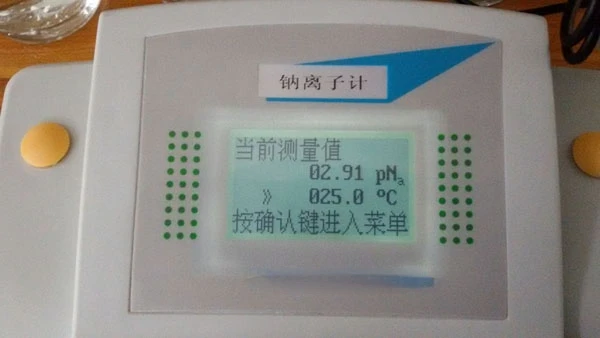 钠离子计
当前测量值
02.91 pNa
》 025.0 ºC
按确认键进入菜单